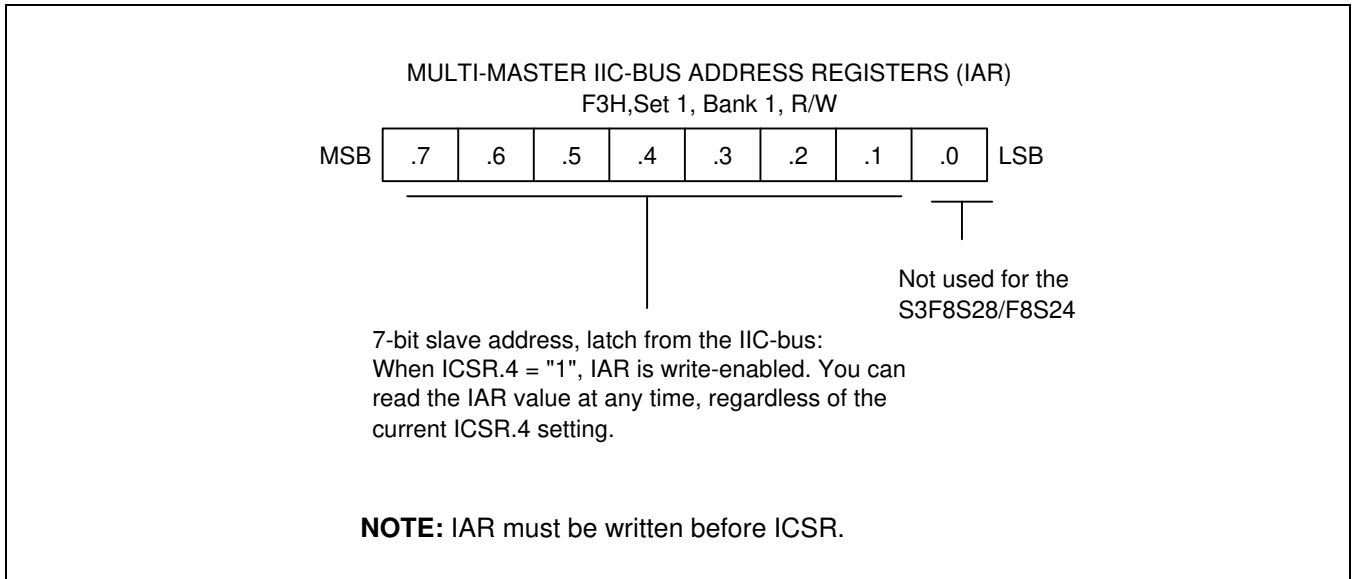 MULTI-MASTER IIC-BUS ADDRESS REGISTERS (IAR)
F3H,Set 1, Bank 1, R/W
MSB .7 .6 .5 .4 .3 .2 .1 .0 LSB
Not used for the
S3F8S28/F8S24
7-bit slave address, latch from the IIC-bus:
When ICSR.4 = "1", IAR is write-enabled. You can
read the IAR value at any time, regardless of the
current ICSR.4 setting.
NOTE: IAR must be written before ICSR.